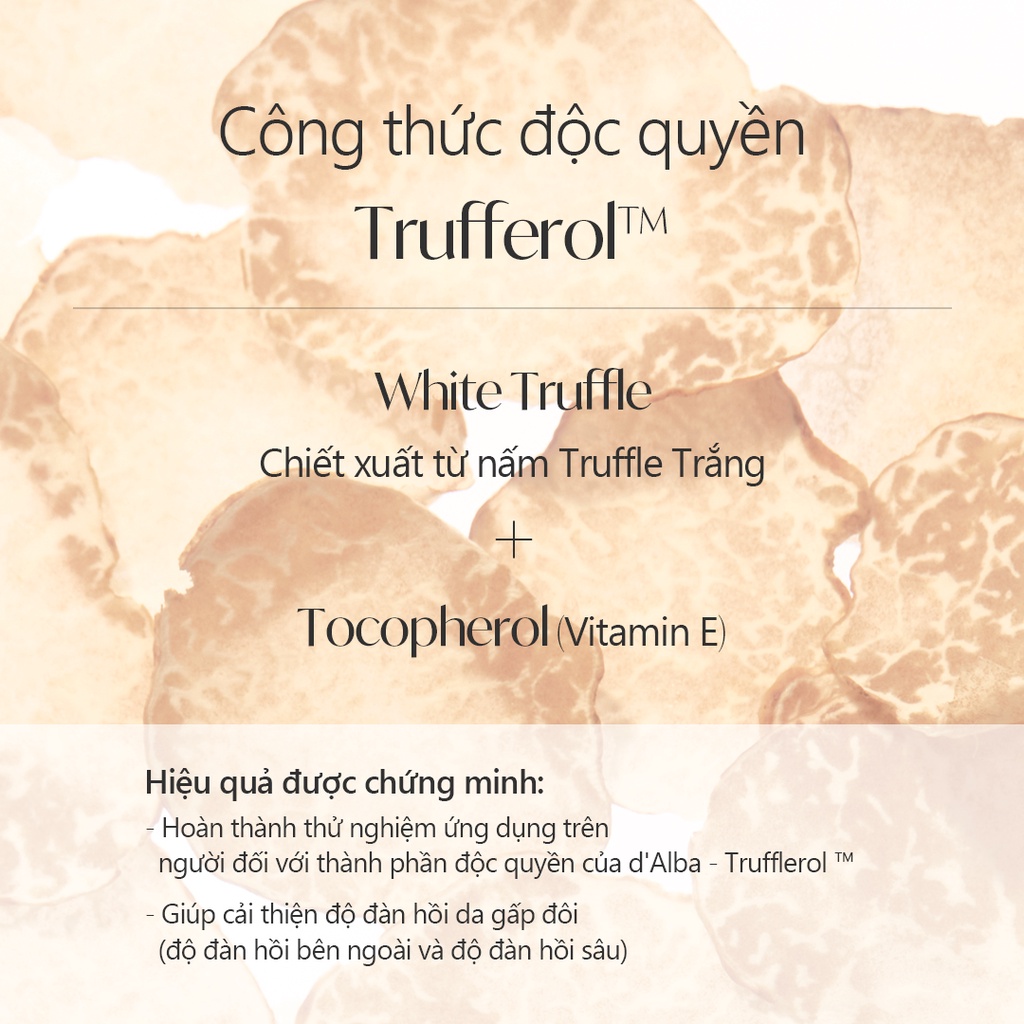 Công thức độc quyền
Trufferol™
White Truffle
Chiết xuất từ nấm Truffle Trắng
+
Tocopherol (Vitamin E)
Hiệu quả được chứng minh:
- Hoàn thành thử nghiệm ứng dụng trên
người đối với thành phần độc quyền của d'Alba - Trufflerol ™
- Giúp cải thiện độ đàn hồi da gấp đôi
(độ đàn hồi bên ngoài và độ đàn hồi sâu)